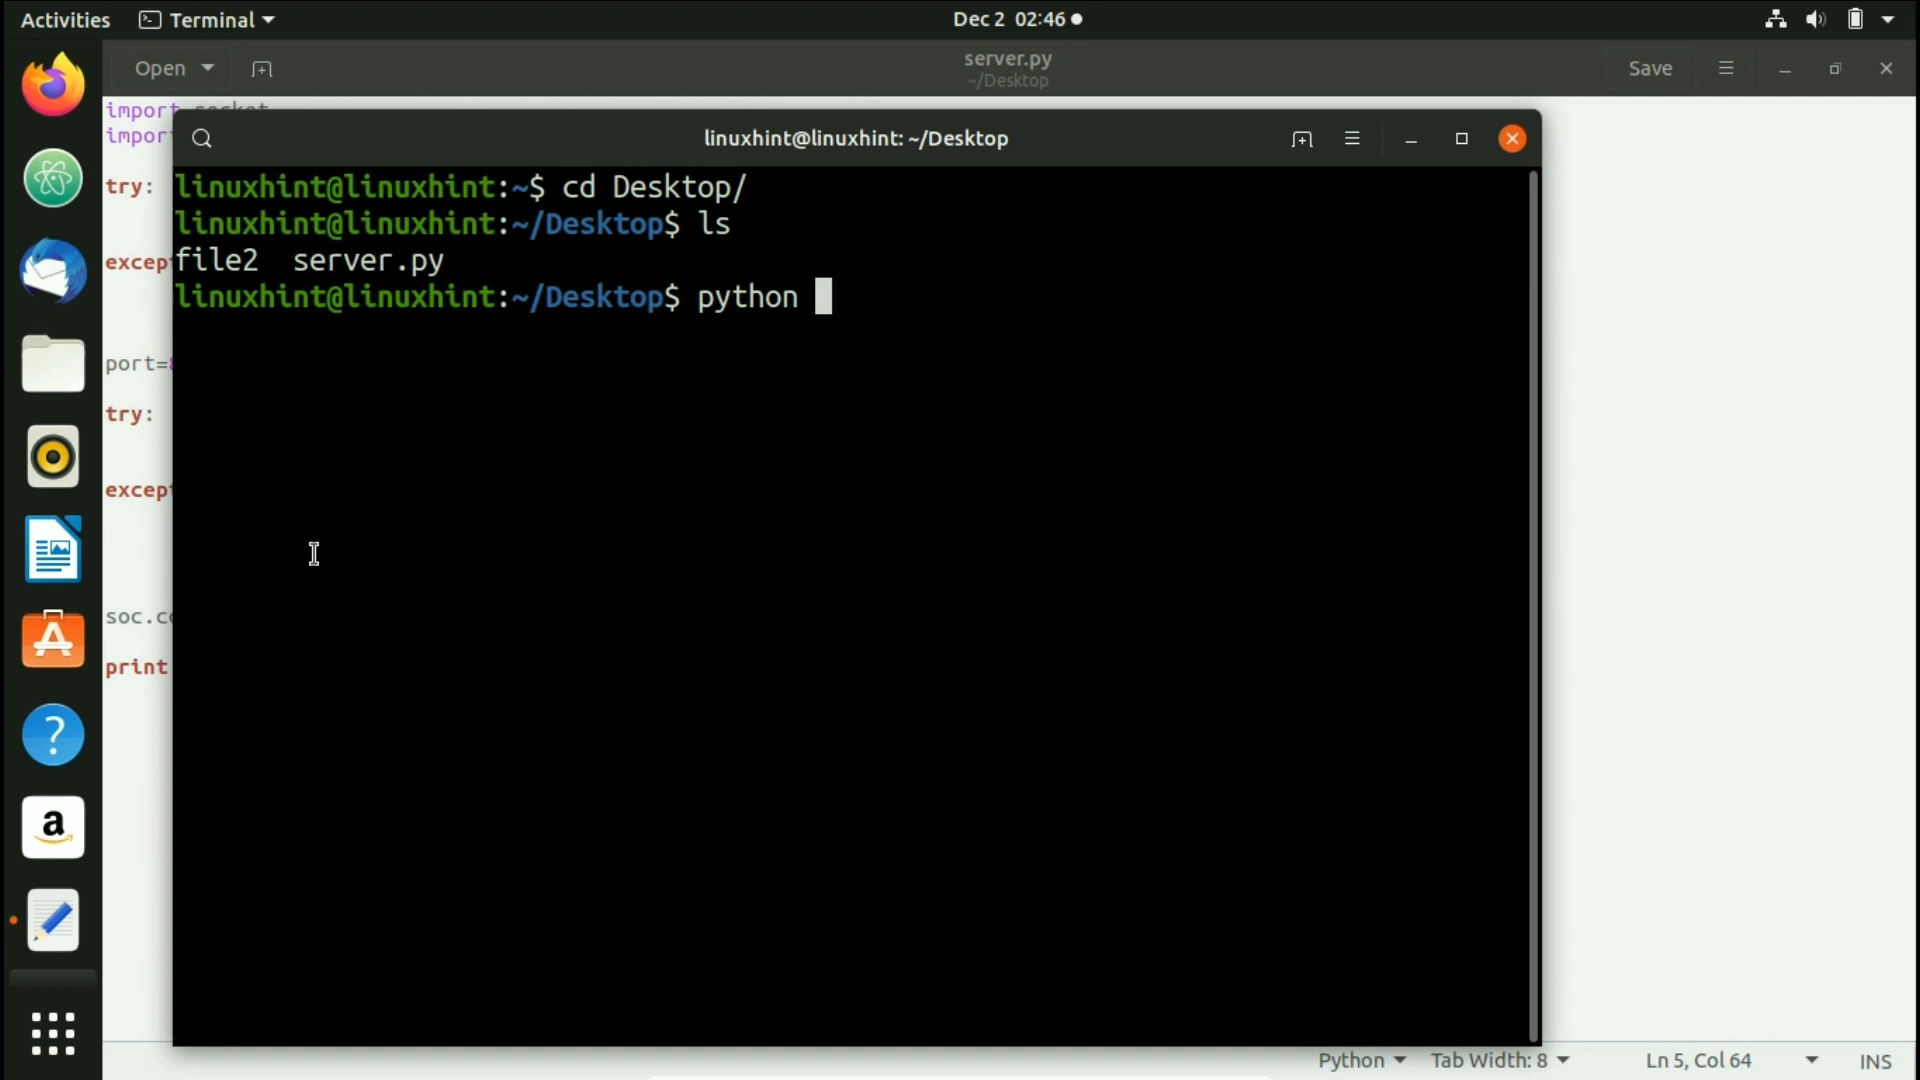 Activities Terminal Dec 2 02:46
Open server.py Save
~/Desktop
import socket
linuxhint@linuxhint: ~/Desktop
try:
linuxhint@linuxhint:~$ cd Desktop/
linuxhint@linuxhint:~/Desktop$ ls
file2 server.py
linuxhint@linuxhint:~/Desktop$ python
port=
try:
print
Python Tab Width: 8 Ln 5, Col 64 INS